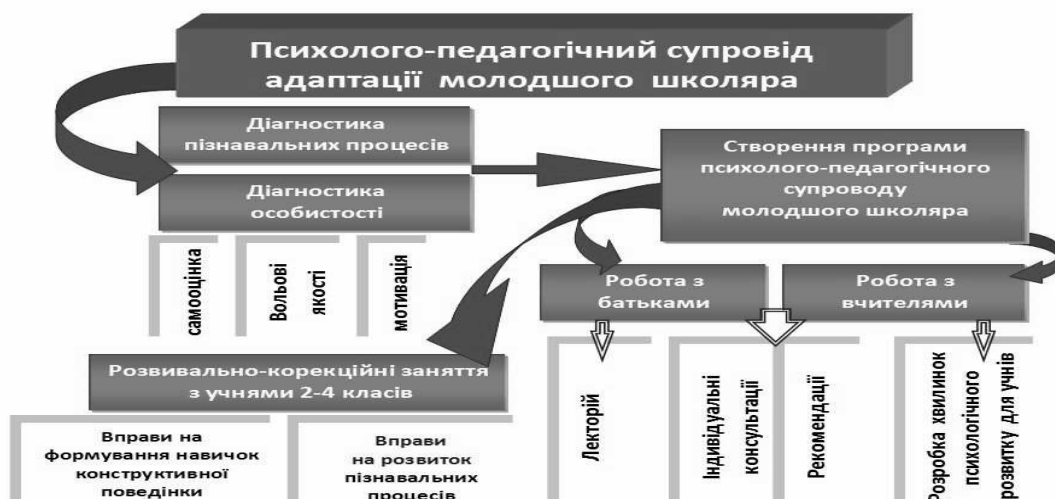 Психолого-педагогічний супровід
адаптації молодшого школяра
Діагностика
пізнавальних процесів
Діагностика
особистості
самооцінка
Вольові
якості
мотивація
Створення програми
психолого-педагогічного
супроводу
молодшого школяра
Робота з
батьками
Робота з
вчителями
Лекторій
Індивідуальні
консультації
Рекомендації
Розробка хвилинок
психологічного
розвитку для учнів
Розвивально-корекційні заняття
з учнями 2-4 класів
Вправи на
формування навичок
конструктивної
поведінки
Вправи
на розвиток
пізнавальних
процесів